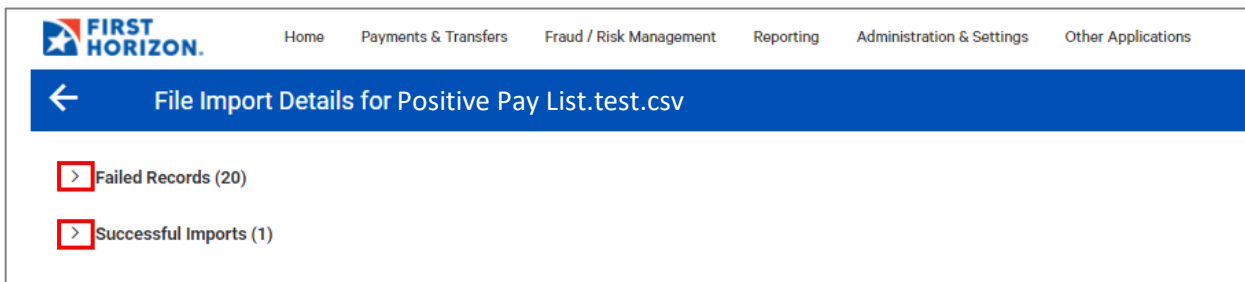 FIRST
HORIZON.
Home Payments & Transfers Fraud / Risk Management Reporting Administration & Settings Other Applications
File Import Details for Positive Pay List.test.csv
Failed Records (20)
Successful Imports (1)